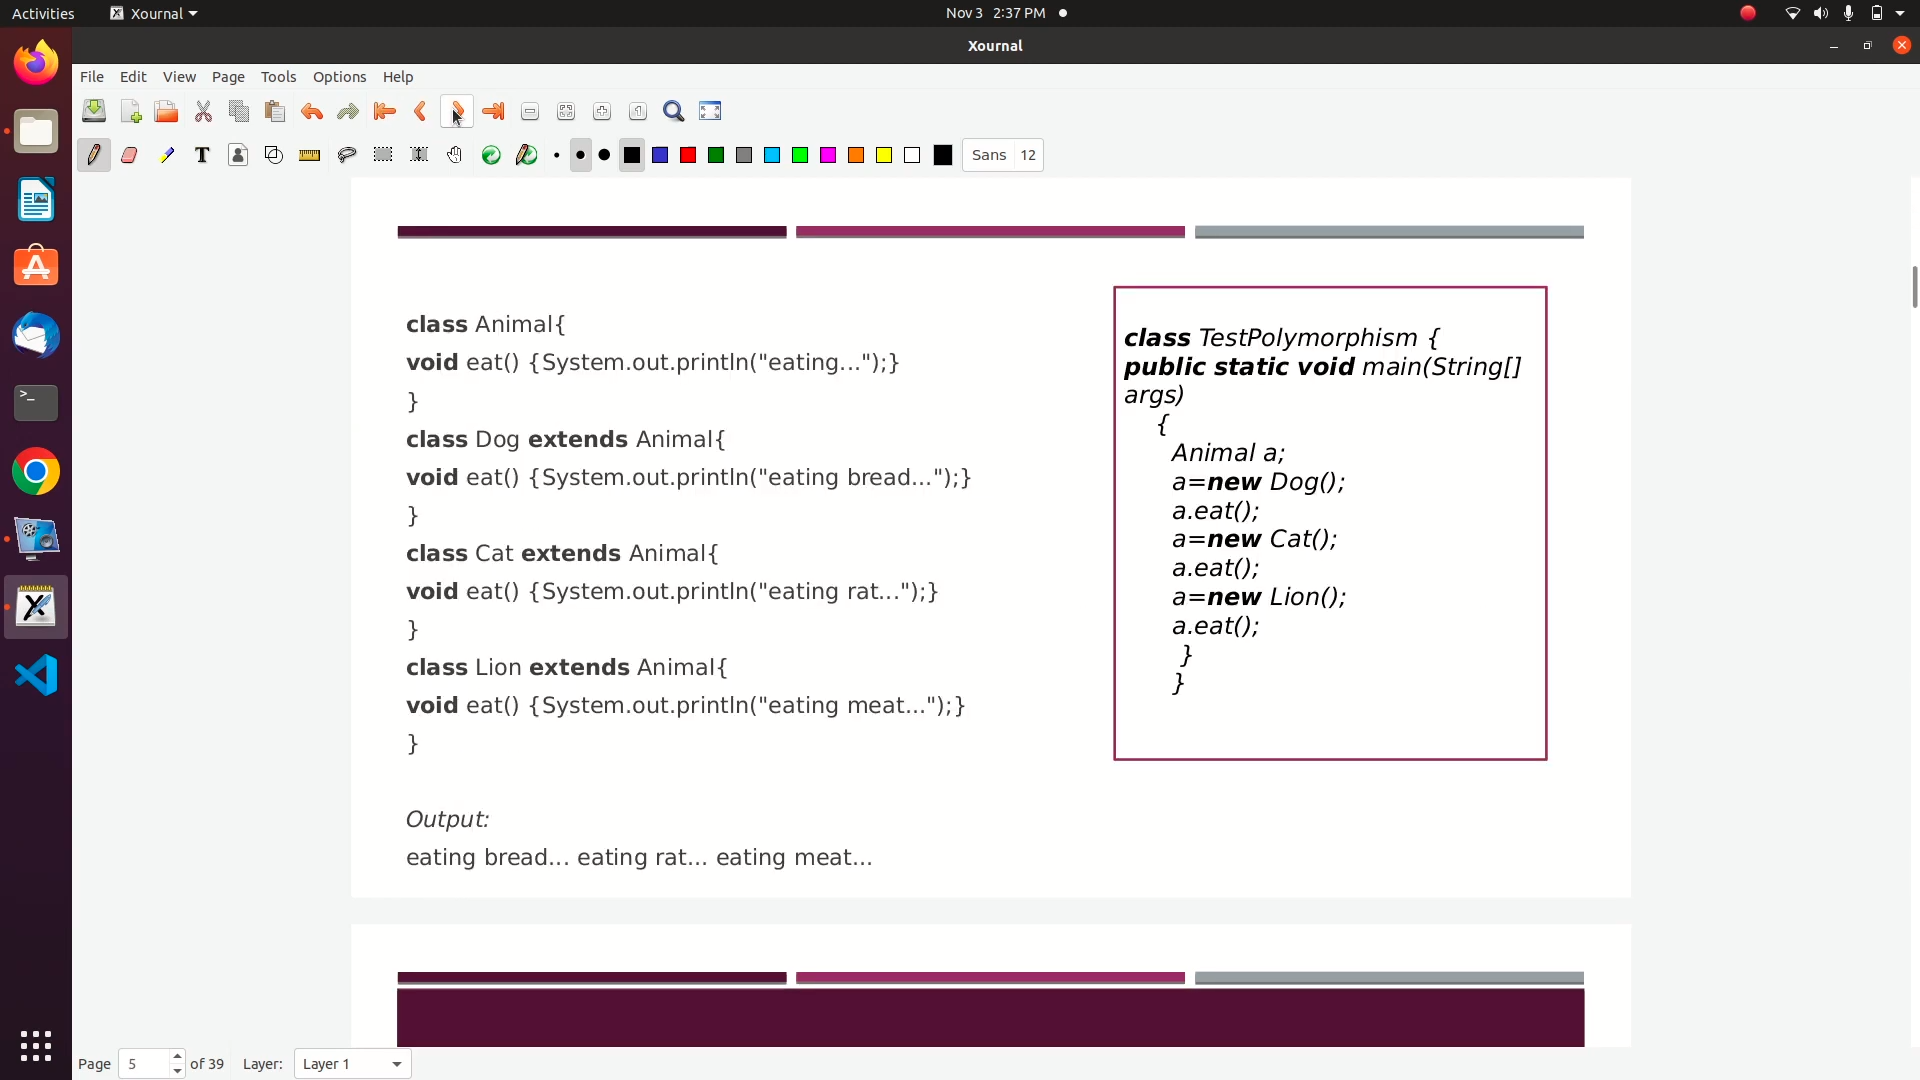 Activities
Xournal
Nov 3 2:37 PM
Xournal
File Edit View Page Tools Options Help
Sans 12
class Animal{
void eat() {System.out.println("eating...");}
}
class Dog extends Animal{
void eat() {System.out.println("eating bread...");}
}
class Cat extends Animal{
void eat() {System.out.println("eating rat...");}
}
class Lion extends Animal{
void eat() {System.out.println("eating meat...");}
}
Output:
eating bread... eating rat... eating meat...
class TestPolymorphism {
public static void main(String[]
args)
{
Animal a;
a=new Dog();
a.eat();
a=new Cat();
a.eat();
a=new Lion();
a.eat();
}
}
Page 5 of 39 Layer: Layer 1